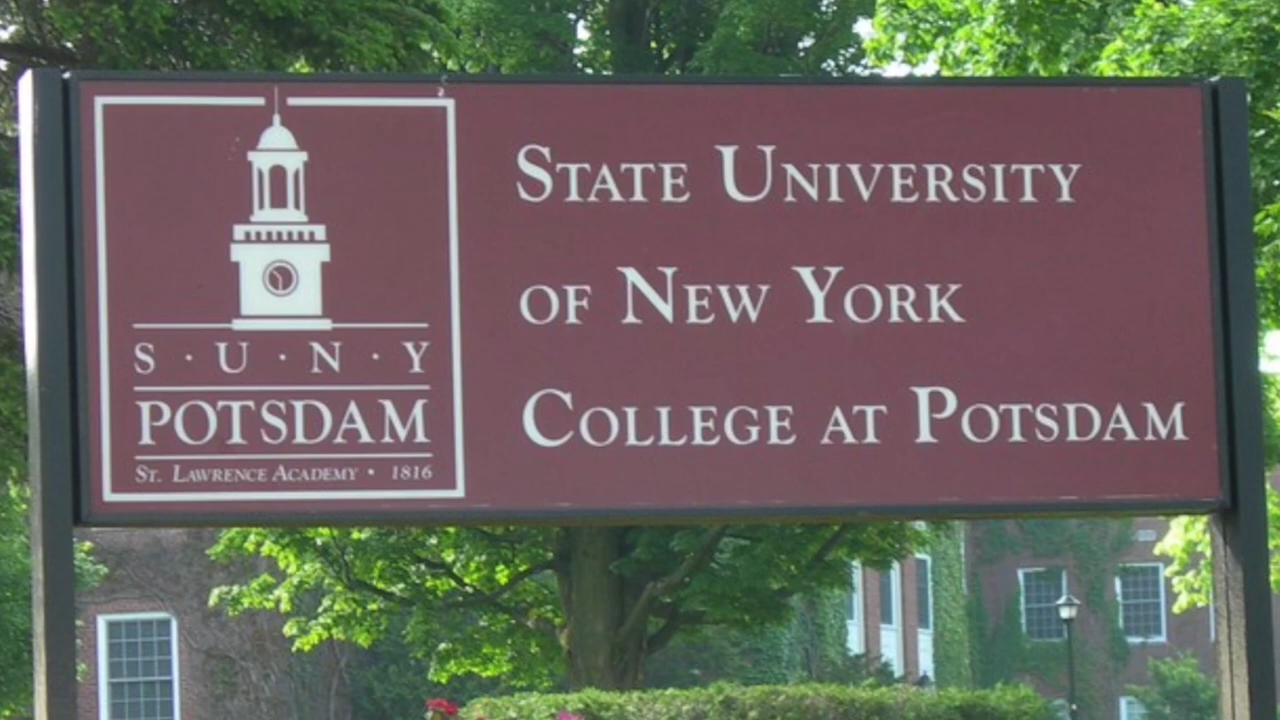 S · U · N · Y
POTSDAM
ST. LAWRENCE ACADEMY • 1816
STATE UNIVERSITY
OF NEW YORK
COLLEGE AT POTSDAM